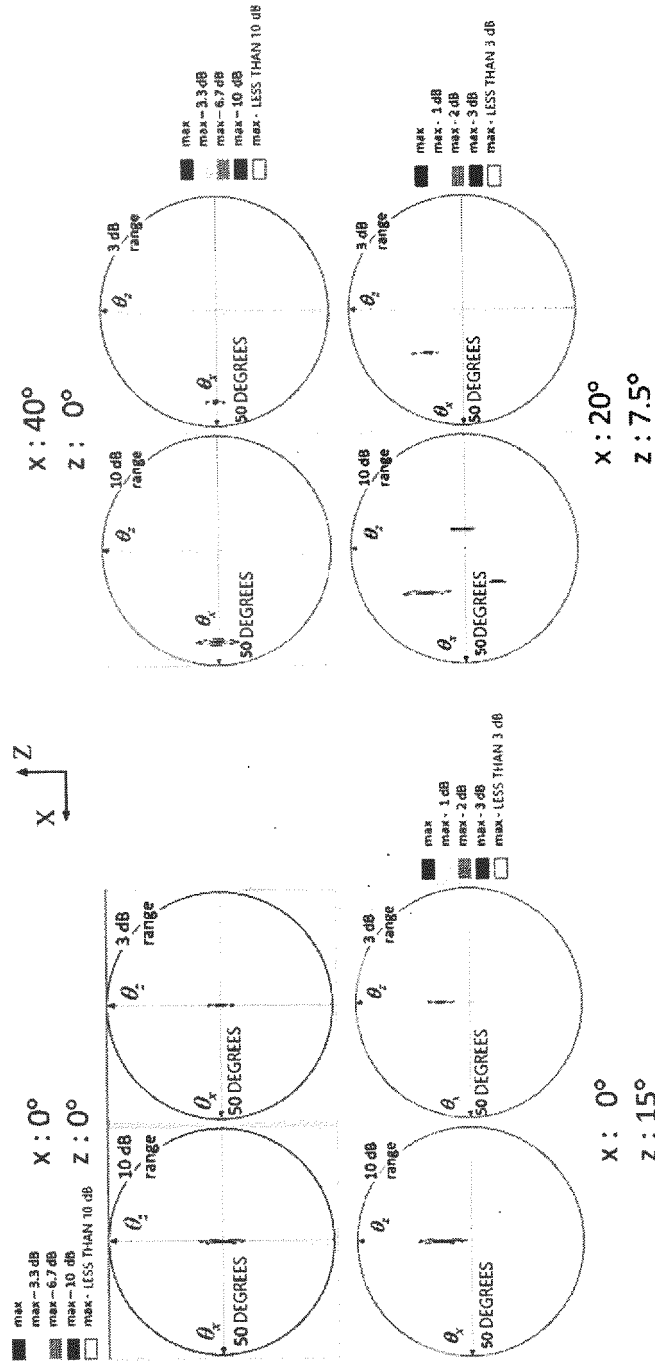 max
max−3.3 dB
max−6.7 dB
max−10 dB
max - LESS THAN 10 dB
x : 0°
z : 0°
10 dB
range
θz
θx
50 DEGREES
3 dB
range
θz
θx
50 DEGREES
X
Z
10 dB
range
θz
θx
50 DEGREES
3 dB
range
θz
θx
50 DEGREES
max
max - 1 dB
max - 2 dB
max - 3 dB
max - LESS THAN 3 dB
x : 0°
z : 15°
x : 40°
z : 0°
10 dB
range
θz
θx
50 DEGREES
3 dB
range
θz
θx
50 DEGREES
max
max−3.3 dB
max−6.7 dB
max−10 dB
max - LESS THAN 10 dB
10 dB
range
θz
θx
50 DEGREES
3 dB
range
θz
θx
50 DEGREES
max
max - 1 dB
max - 2 dB
max - 3 dB
max - LESS THAN 3 dB
x : 20°
z : 7.5°